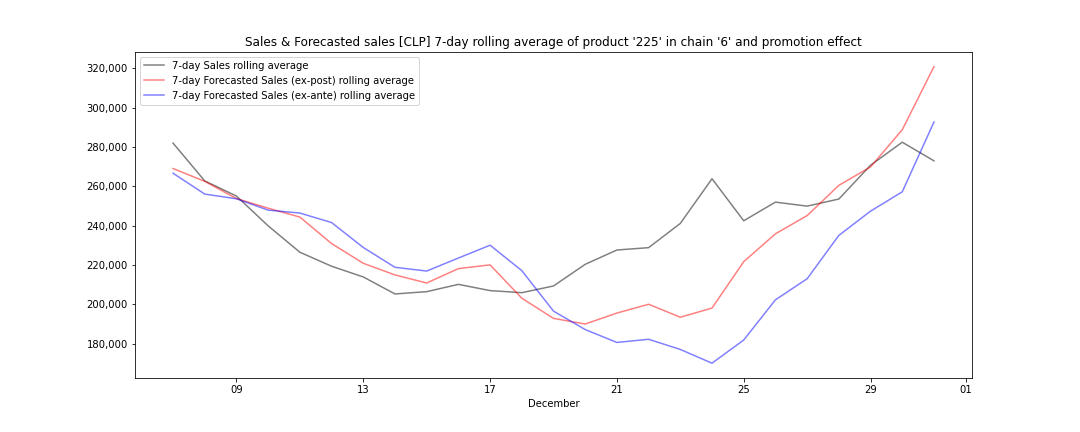 Sales & Forecasted sales [CLP] 7-day rolling average of product '225' in chain '6' and promotion effect
7-day Sales rolling average
7-day Forecasted Sales (ex-post) rolling average
7-day Forecasted Sales (ex-ante) rolling average
320,000
300,000
280,000
260,000
240,000
220,000
200,000
180,000
09 13 17 21 25 29 01
December